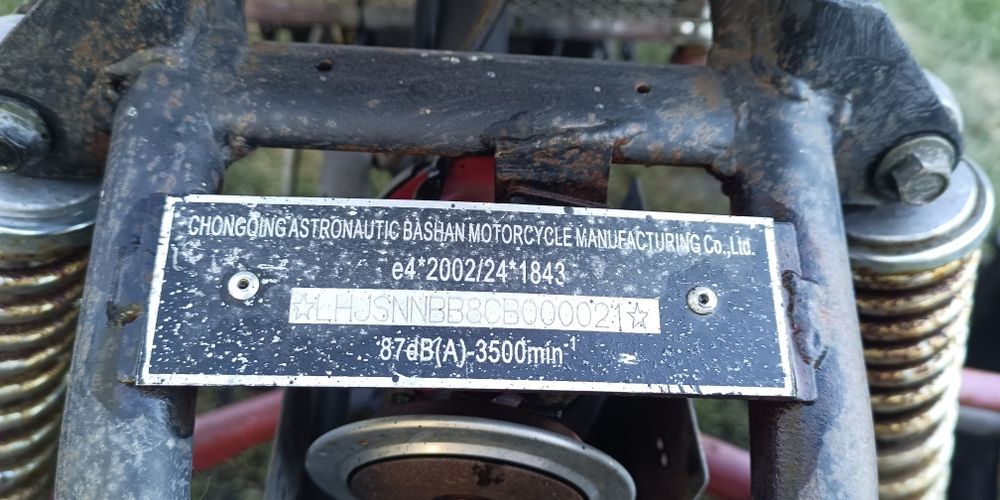 CHONGQING ASTRONAUTIC BASHAN MOTORCYCLE MANUFACTURING Co.,Ltd.
e4*2002/24*1843
☆LHJSNNBB8CB000021☆
87dB(A)-3500min⁻¹